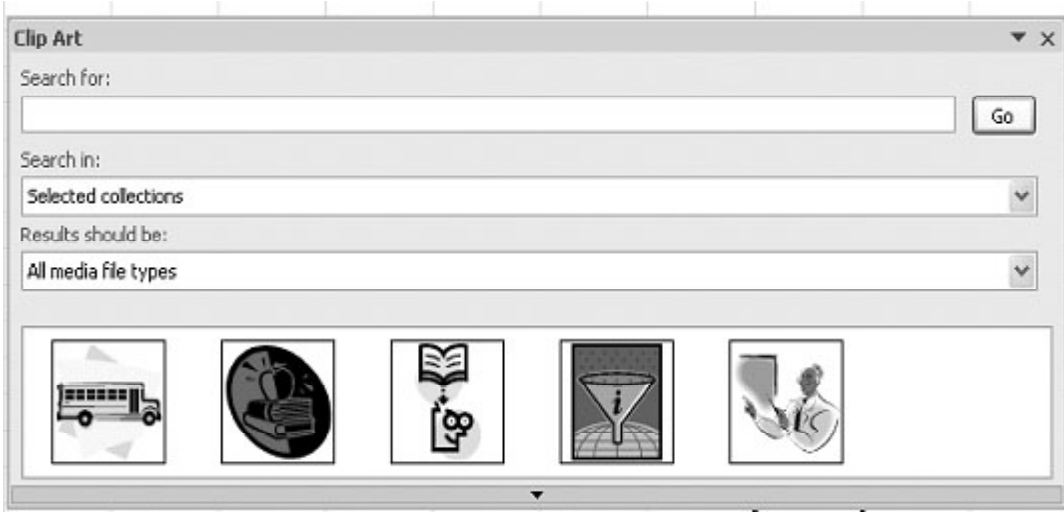 Clip Art
Search for:
Go
Search in:
Selected collections
Results should be:
All media file types
i